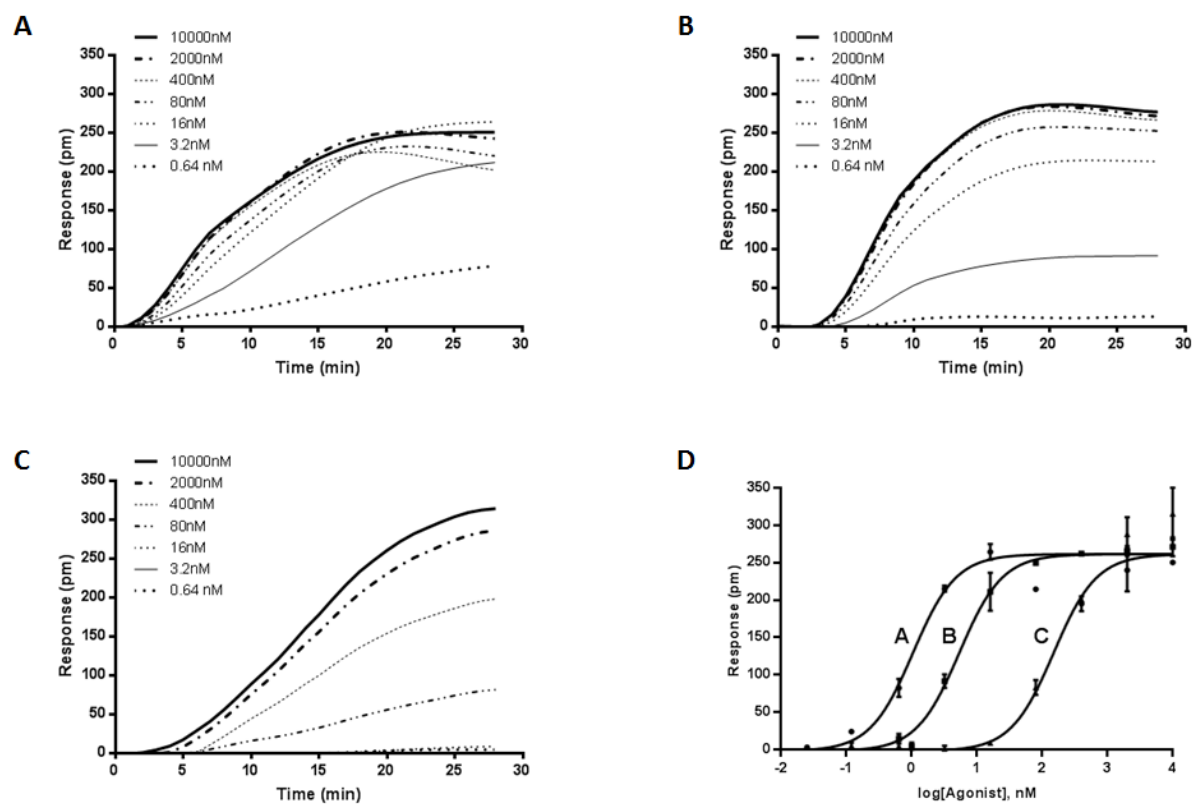 A
10000nM
2000nM
400nM
80nM
16nM
3.2nM
0.64 nM
350
300
250
200
150
100
50
0
Response (pm)
0 5 10 15 20 25 30
Time (min)
B
10000nM
2000nM
400nM
80nM
16nM
3.2nM
0.64 nM
350
300
250
200
150
100
50
0
Response (pm)
0 5 10 15 20 25 30
Time (min)
C
10000nM
2000nM
400nM
80nM
16nM
3.2nM
0.64 nM
350
300
250
200
150
100
50
0
Response (pm)
0 5 10 15 20 25 30
Time (min)
D
350
300
250
200
150
100
50
0
Response (pm)
A B C
-2 -1 0 1 2 3 4
log[Agonist], nM